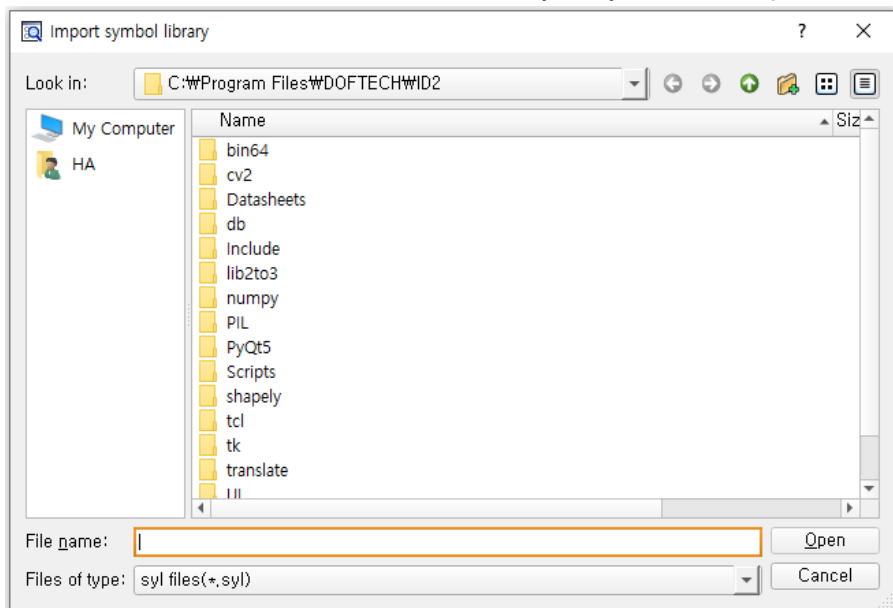 Import symbol library
?
Look in:
C:₩Program Files₩DOFTECH₩ID2
My Computer
HA
Name
Siz
bin64
cv2
Datasheets
db
Include
lib2to3
numpy
PIL
PyQt5
Scripts
shapely
tcl
tk
translate
File name:
Open
Files of type:
syl files(*.syl)
Cancel